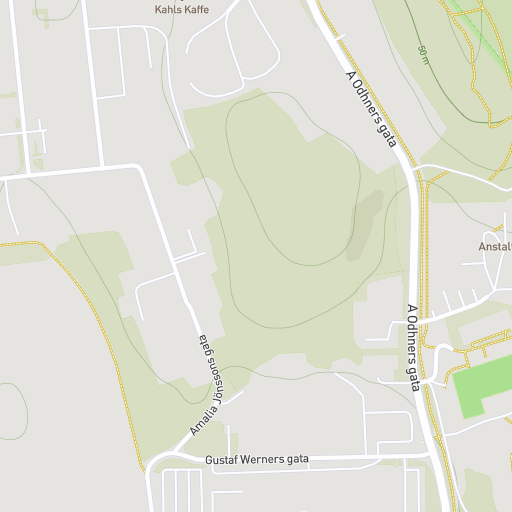 Kahls Kaffe
50 m
A Odhners gata
Anstalt
A Odhners gata
Amalia Jönssons gata
Gustaf Werners gata